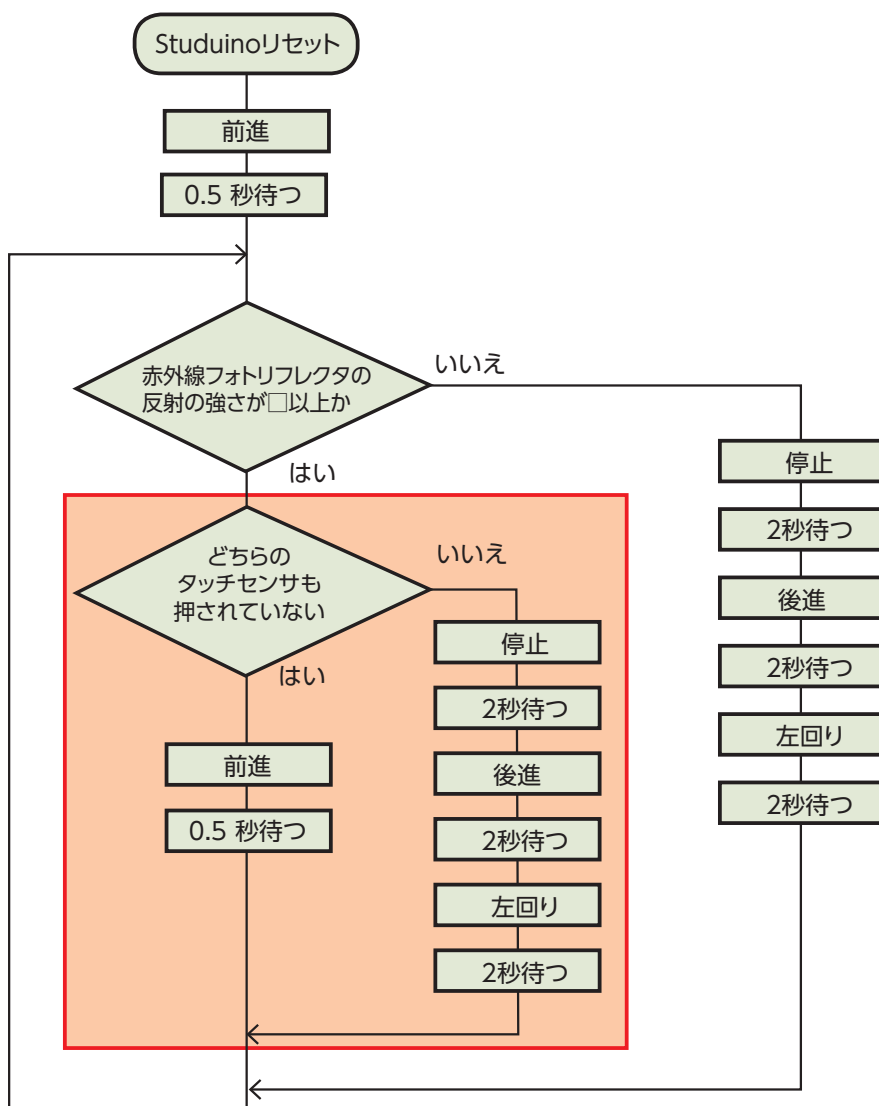 Studuinoリセット
前進
0.5 秒待つ
赤外線フォトリフレクタの
反射の強さが□以上か
いいえ
はい
停止
2秒待つ
後進
2秒待つ
左回り
2秒待つ
どちらの
タッチセンサも
押されていない
いいえ
はい
前進
0.5 秒待つ
停止
2秒待つ
後進
2秒待つ
左回り
2秒待つ